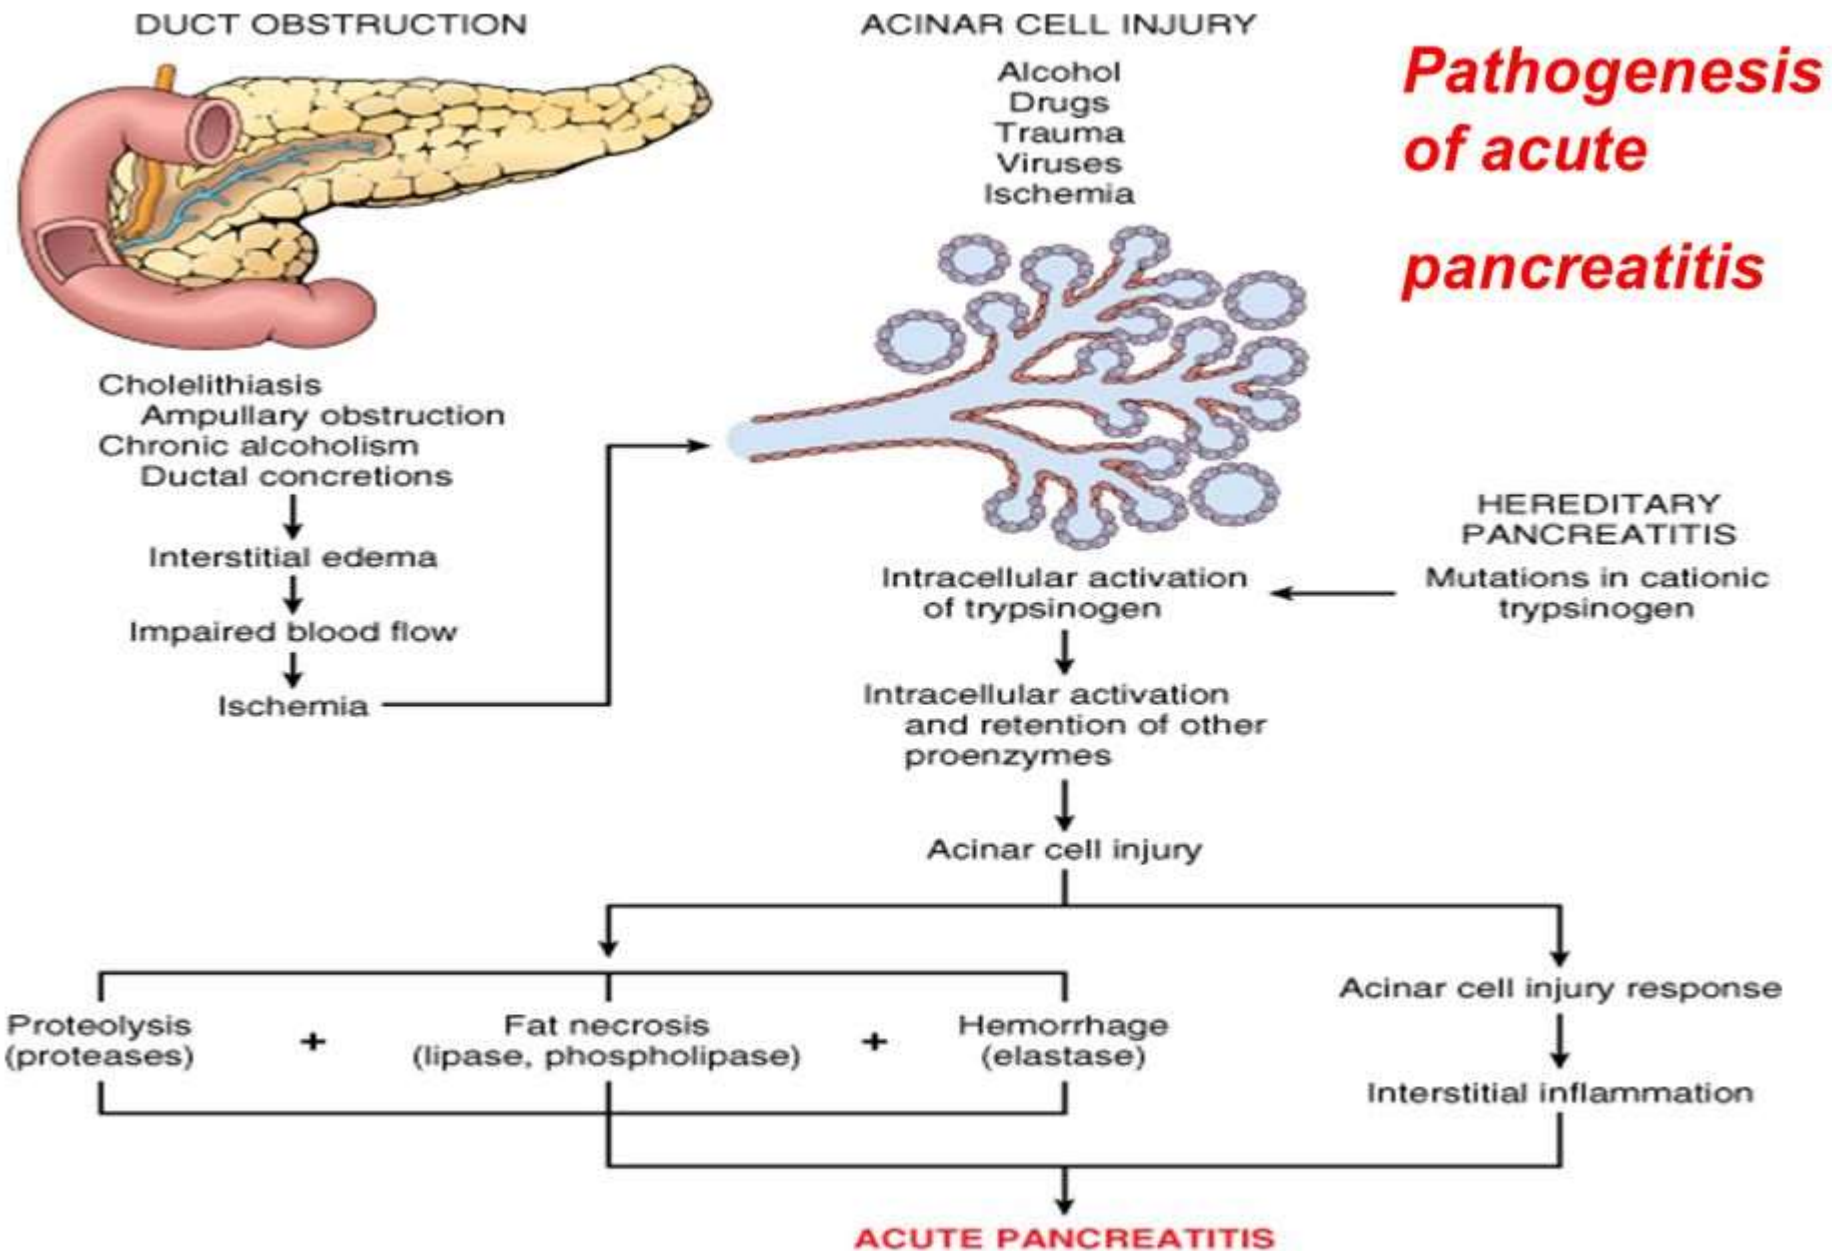 DUCT OBSTRUCTION
Cholelithiasis
Ampullary obstruction
Chronic alcoholism
Ductal concretions
Interstitial edema
Impaired blood flow
Ischemia
ACINAR CELL INJURY
Alcohol
Drugs
Trauma
Viruses
Ischemia
Pathogenesis
of acute
pancreatitis
HEREDITARY
PANCREATITIS
Mutations in cationic
trypsinogen
Intracellular activation
of trypsinogen
Intracellular activation
and retention of other
proenzymes
Acinar cell injury
Proteolysis
(proteases)
+
Fat necrosis
(lipase, phospholipase)
+
Hemorrhage
(elastase)
Acinar cell injury response
Interstitial inflammation
ACUTE PANCREATITIS